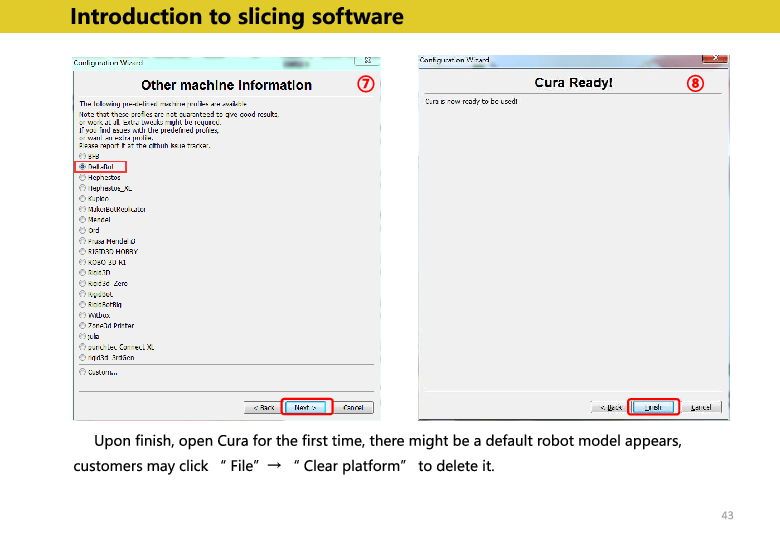 Introduction to slicing software
Configuration Wizard
Other machine information
⑦
The following pre-defined machine profiles are available
Note that these profiles are not guaranteed to give good results,
or work at all. Extra tweaks might be required.
If you find issues with the predefined profiles,
or want an extra profile.
Please report it at the github issue tracker.
BFB
DeltaBot
Hephestos
Hephestos_XL
Kupido
MakerBotReplicator
Mendel
Ord
Prusa Mendel i3
RIGID3D HOBBY
ROBO 3D R1
Rigid3D
Rigid3d_Zero
RigidBot
RigidBotBig
Witbox
Zone3d Printer
julia
punchtec Connect XL
rigid3d_3rdGen
Custom...
< Back
Next >
Cancel
Configuration Wizard
Cura Ready!
⑧
Cura is now ready to be used!
< Back
Finish
Cancel
Upon finish, open Cura for the first time, there might be a default robot model appears,
customers may click “ File” → “ Clear platform” to delete it.
43